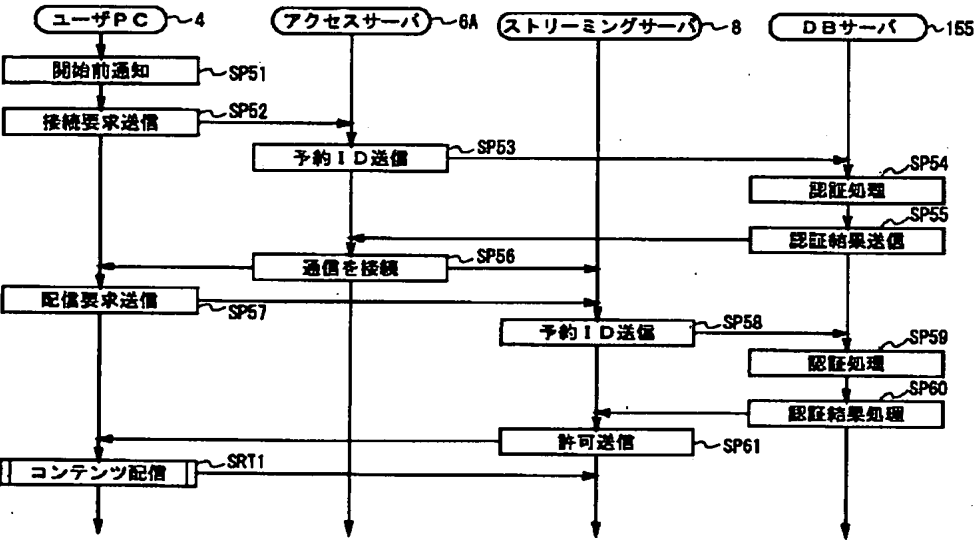 ユーザPC 4
アクセスサーバ 6A
ストリーミングサーバ 8
DBサーバ 155
開始前通知 SP51
接続要求送信 SP52
予約ID送信 SP53
認証処理 SP54
認証結果送信 SP55
通信を接続 SP56
配信要求送信 SP57
予約ID送信 SP58
認証処理 SP59
認証結果処理 SP60
許可送信 SP61
コンテンツ配信 SRT1